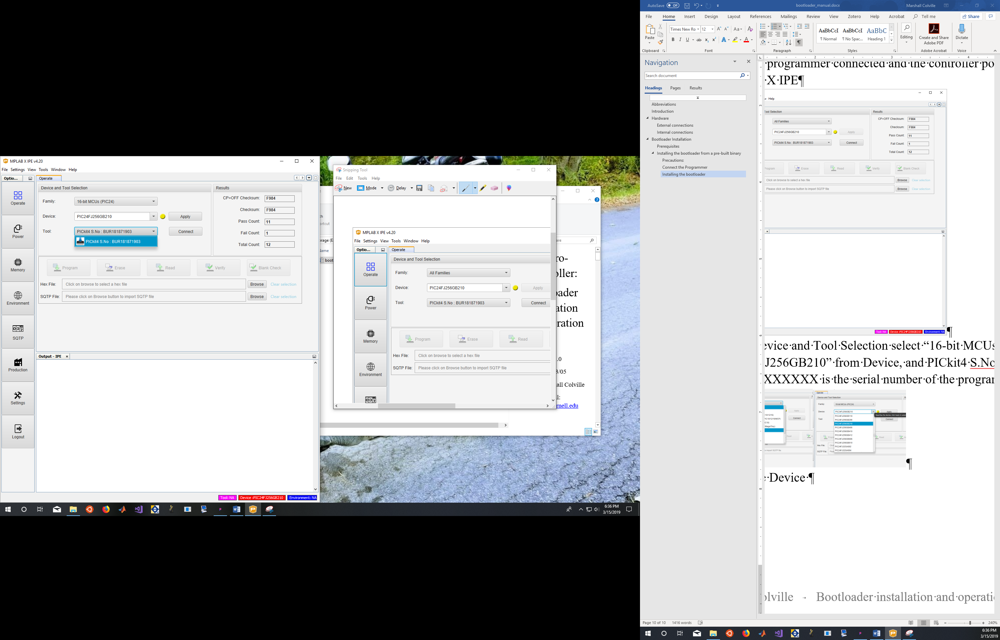 MPLAB X IPE v4.20
File Settings View Tools Window Help
Optio...
Operate
Operate
Power
Memory
Environment
SQTP
Production
Settings
Logout
Device and Tool Selection
Family: 16-bit MCUs (PIC24)
Device: PIC24FJ256GB210 Apply
Tool: PICkit4 S.No : BUR181871903 Connect
PICkit4 S.No : BUR181871903
Results
CP=OFF Checksum: F984
Checksum: F984
Pass Count: 11
Fail Count: 1
Total Count: 12
Program Erase Read Verify Blank Check
Hex File: Click on browse to select a hex file Browse Clear selection
SQTP File: Please click on Browse button to import SQTP file Browse Clear selection
Output - IPE
Tool: NA Device :PIC24FJ256GB210 Environment: NA
6:36 PM
3/15/2019
Snipping Tool
File Edit Tools Help
New Mode Delay
MPLAB X IPE v4.20
File Settings View Tools Window Help
Optio...
Operate
Operate
Power
Memory
Environment
Device and Tool Selection
Family: All Families
Device: PIC24FJ256GB210 Apply
Tool: PICkit4 S.No : BUR181871903 Connect
Program Erase Read
Hex File: Click on browse to select a hex file
SQTP File: Please click on Browse button to import SQTP file
th
ortcut
orage (E
Name
boot
are
ro-
oller:
oader
ation
eration
.0
3/05
all Colville
l:
rnell.edu
AutoSave Off
bootloader_manual.docx
Marshall Colville
File Home Insert Design Layout References Mailings Review View Zotero Help Acrobat Tell me Share
Paste
Times New Ro 12
AaBbCcI AaBbCcI AaBbC
¶ Normal ¶ No Spac... Heading 1
Editing
Create and Share
Adobe PDF
Dictate
Clipboard Font Paragraph Styles Adobe Acrobat Voice
Navigation
Search document
Headings Pages Results
Abbreviations
Introduction
Hardware
External connections
Internal connections
Bootloader Installation
Prerequisites
Installing the bootloader from a pre-built binary
Precautions:
Connect the Programmer
Installing the bootloader
·programmer·connected·and·the·controller·po
·X·IPE¶
w Help
Tool Selection
All Families
PIC24FJ256GB210 Apply
PICkit4 S.No : BUR181871903 Connect
Results
CP=OFF Checksum: F984
Checksum: F984
Pass Count: 11
Fail Count: 1
Total Count: 12
Program Erase Read Verify Blank Check
Click on browse to select a hex file Browse Clear selection
Please click on Browse button to import SQTP file Browse Clear selection
Tool: NA Device :PIC24FJ256GB210 Environment: NA
¶
evice·and·Tool·Selection·select·“16-bit·MCUs
J256GB210”·from·Device,·and·PICkit4·S.No
XXXXXX·is·the·serial·number·of·the·progran
Apply
Connect
Operate
Device and Tool Selection
Family: 16-bit MCUs (PIC24)
Device: PIC24FJ256GB210 Apply
Tool: Connect
PIC24FJ256GB110
PIC24FJ256GB206
PIC24FJ256GB210
PIC24FJ256GB406
PIC24FJ256GB410
PIC24FJ256GB412
PIC24FJ256GB606
PIC24FJ256GB610
PIC24FJ32GA002
PIC24FJ32GA004
Hex File:
SQTP File:
¶
e·Device·¶
olville → Bootloader·installation·and·operati
Page 10 of 10 1416 words
240%
6:36 PM
3/15/2019